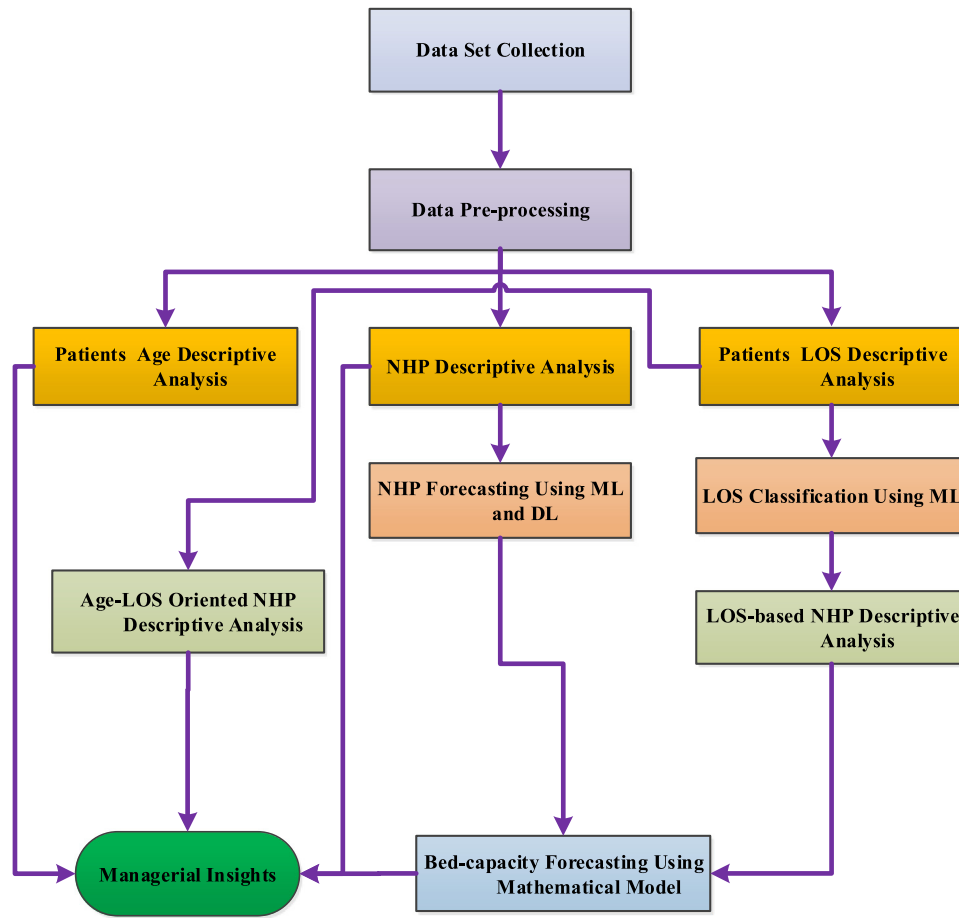 Data Set Collection
Data Pre-processing
Patients Age Descriptive
Analysis
NHP Descriptive Analysis
Patients LOS Descriptive
Analysis
NHP Forecasting Using ML
and DL
LOS Classification Using ML
Age-LOS Oriented NHP
Descriptive Analysis
LOS-based NHP Descriptive
Analysis
Managerial Insights
Bed-capacity Forecasting Using
Mathematical Model